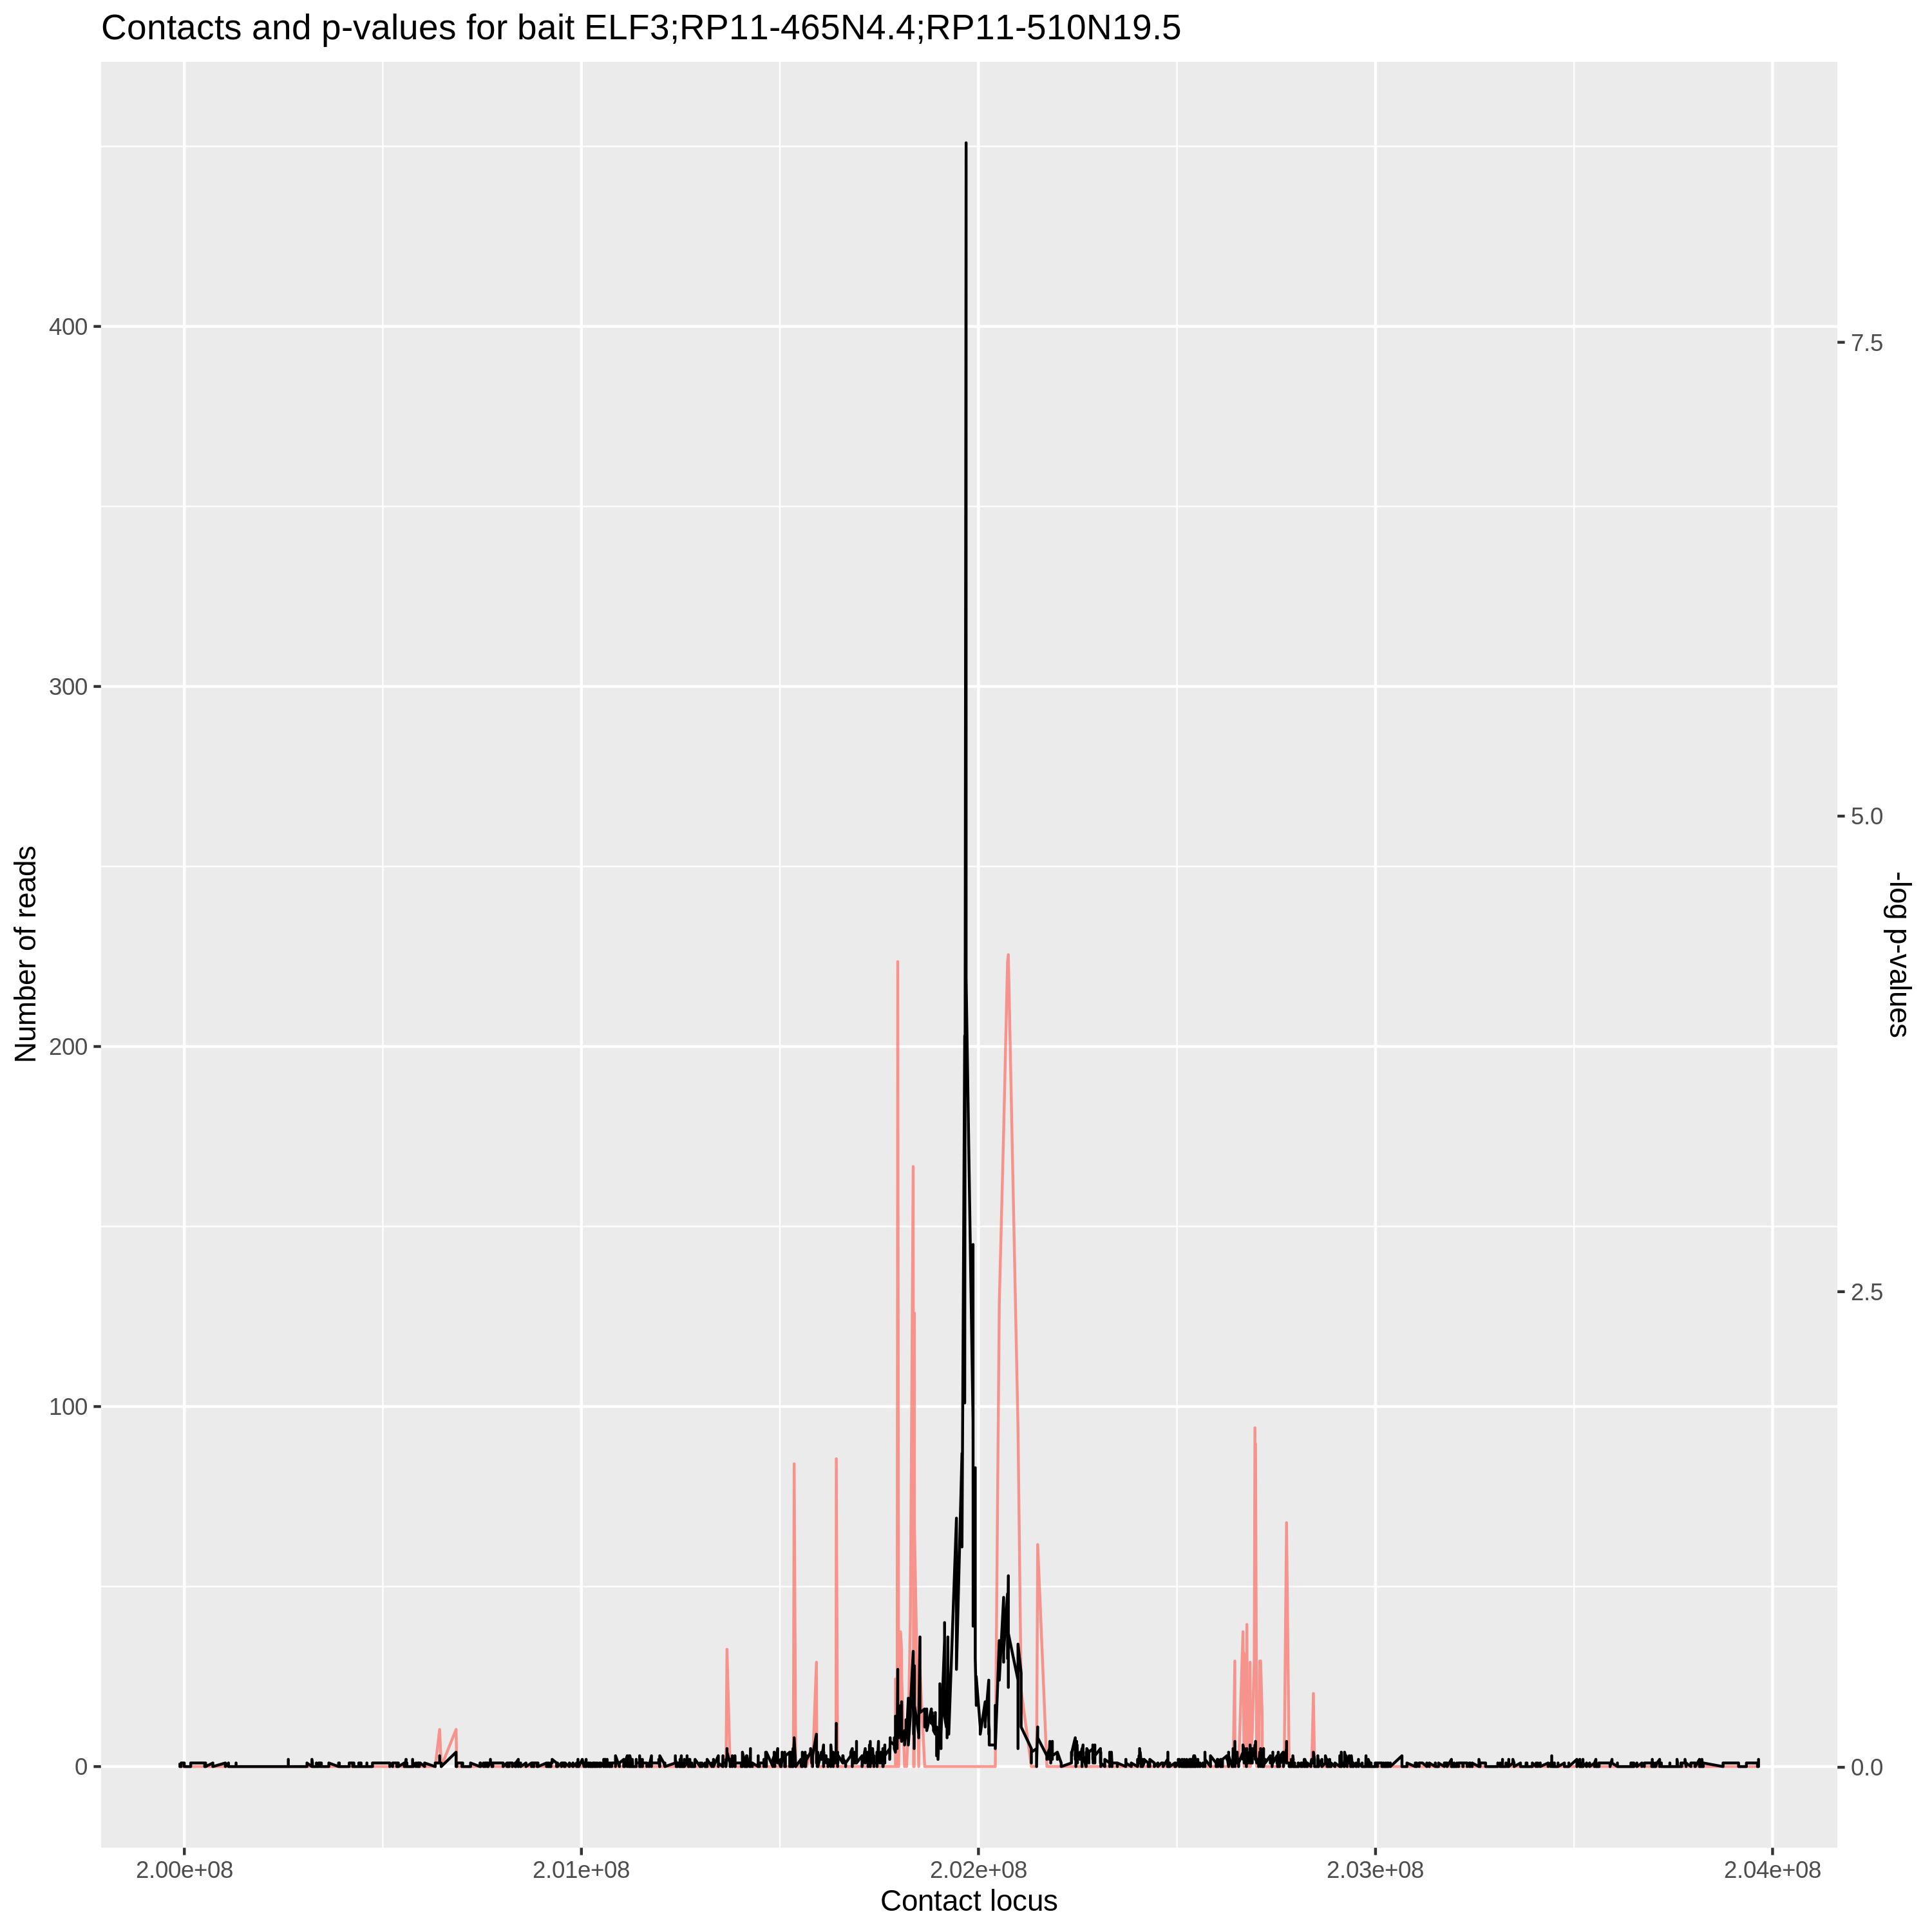 Contacts and p-values for bait ELF3;RP11-465N4.4;RP11-510N19.5
Number of reads
400
300
200
100
0
7.5
5.0
2.5
0.0
-log p-values
2.00e+08
2.01e+08
2.02e+08
2.03e+08
2.04e+08
Contact locus